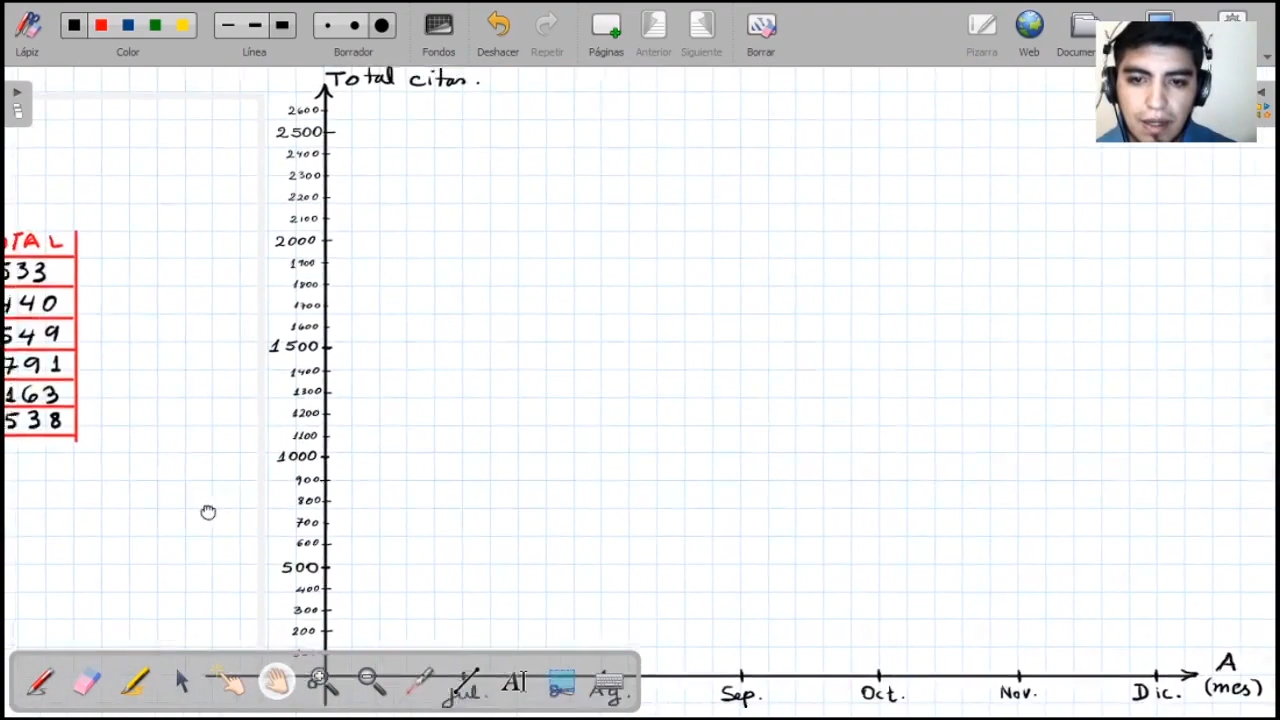 Lápiz
Color
Línea
Borrador
Fondos
Deshacer
Repetir
Páginas
Anterior
Siguiente
Borrar
Pizarra
Web
Total citas.
2600
2500
2400
2300
2200
2100
2000
1900
1800
1700
1600
1500
1400
1300
1200
1100
1000
900
800
700
600
500
400
300
200
533
440
549
791
163
538
jul.
Ag.
Sep.
Oct.
Nov.
Dic.
A
(mes)